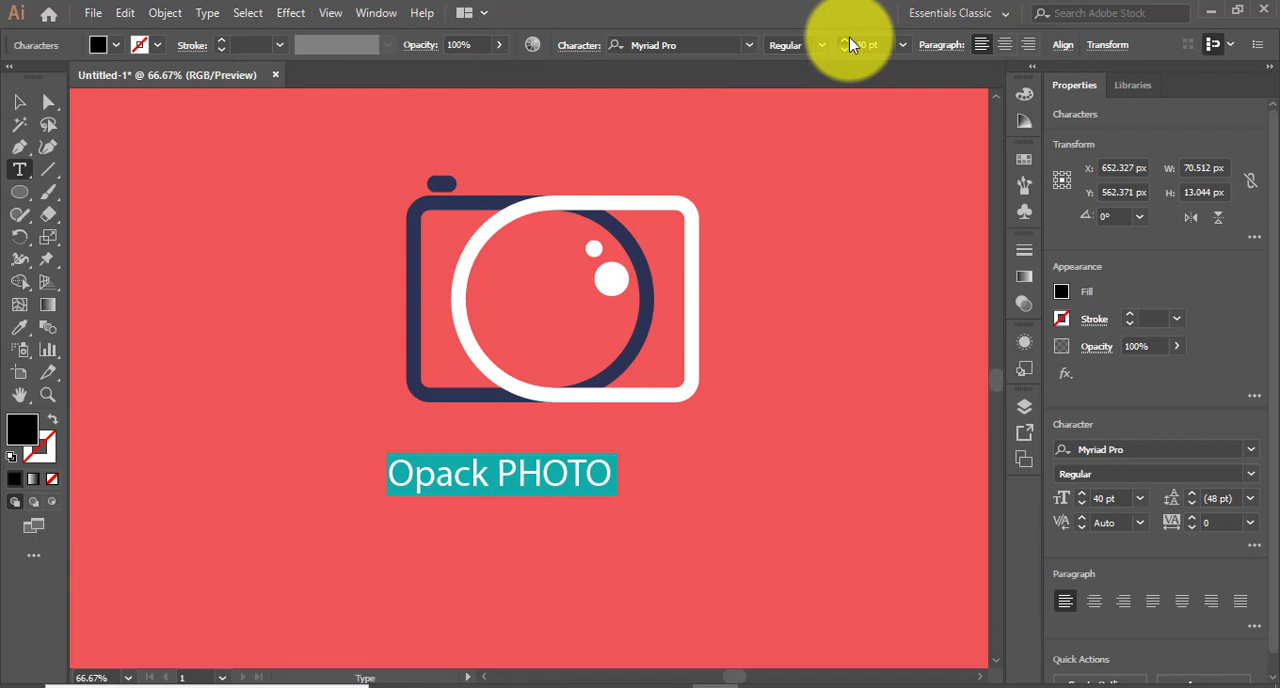 Ai File Edit Object Type Select Effect View Window Help Essentials Classic Search Adobe Stock
Characters Stroke: Opacity: 100% Character: Myriad Pro Regular pt Paragraph: Align Transform
Untitled-1* @ 66.67% (RGB/Preview)
Properties Libraries
Characters
Transform
X: 652.327 px W: 70.512 px
Y: 562.371 px H: 13.044 px
0°
Appearance
Fill
Stroke
Opacity 100%
fx.
Character
Myriad Pro
Regular
40 pt (48 pt)
Auto 0
Paragraph
Quick Actions
Opack PHOTO
66.67% 1 Type